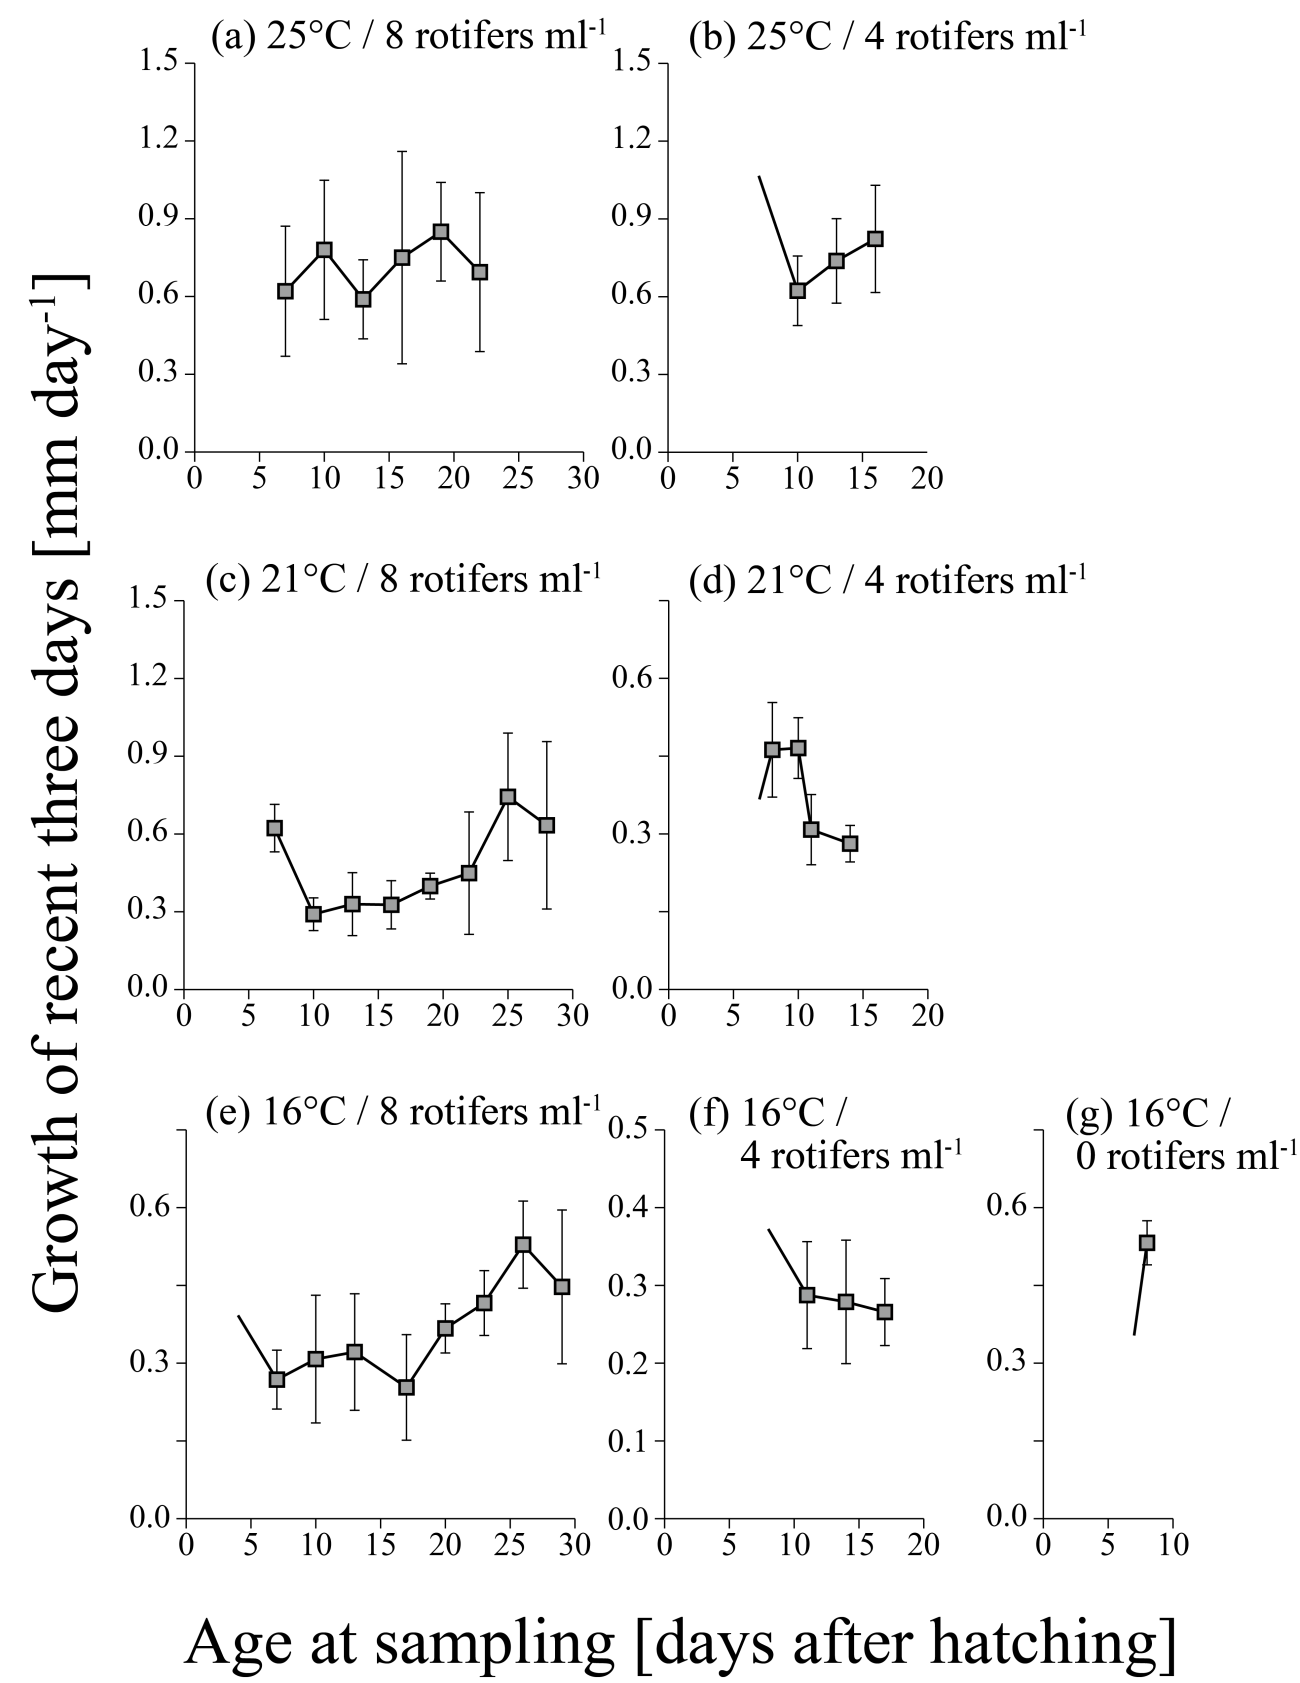 Growth of recent three days [mm day-1]
(a) 25°C / 8 rotifers ml-1
1.5
1.2
0.9
0.6
0.3
0.0
0 5 10 15 20 25 30
(b) 25°C / 4 rotifers ml-1
1.5
1.2
0.9
0.6
0.3
0.0
0 5 10 15 20
(c) 21°C / 8 rotifers ml-1
1.5
1.2
0.9
0.6
0.3
0.0
0 5 10 15 20 25 30
(d) 21°C / 4 rotifers ml-1
0.6
0.3
0.0
0 5 10 15 20
(e) 16°C / 8 rotifers ml-1
0.6
0.3
0.0
0 5 10 15 20 25 30
(f) 16°C /
4 rotifers ml-1
0.5
0.4
0.3
0.2
0.1
0.0
0 5 10 15 20
(g) 16°C /
0 rotifers ml-1
0.6
0.3
0.0
0 5 10
Age at sampling [days after hatching]